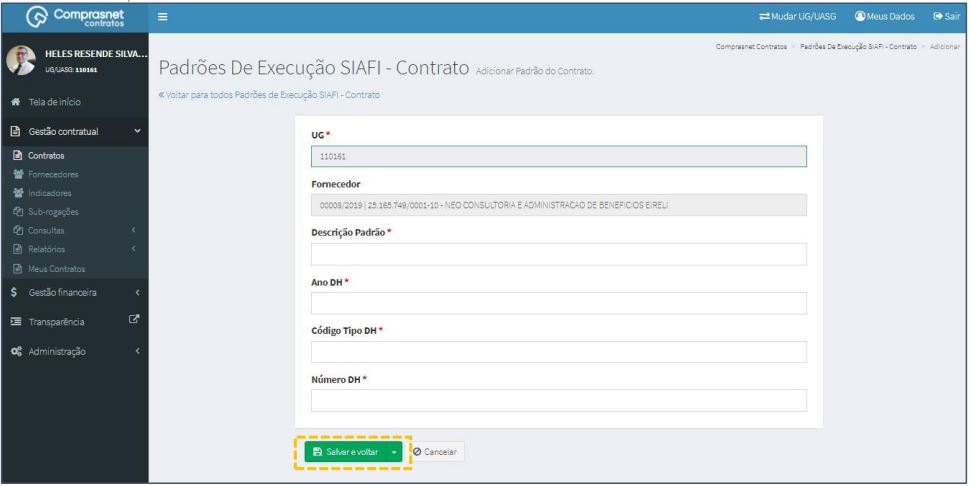 Comprasnet
contratos
Mudar UG/UASG
Meus Dados
Sair
HELES RESENDE SILVA...
UG/UASG: 110161
Comprasnet Contratos > Padrões De Execução SIAFI - Contrato > Adicionar
Padrões De Execução SIAFI - Contrato Adicionar Padrão do Contrato.
« Voltar para todos Padrões de Execução SIAFI - Contrato
Tela de início
Gestão contratual
Contratos
Fornecedores
Indicadores
Sub-rogações
Consultas
Relatórios
Meus Contratos
$ Gestão financeira
Transparência
Administração
UG *
110161
Fornecedor
00008/2019 | 25.165.749/0001-10 - NEO CONSULTORIA E ADMINISTRACAO DE BENEFICIOS EIRELI
Descrição Padrão *
Ano DH *
Código Tipo DH *
Número DH *
Salvar e voltar
Cancelar